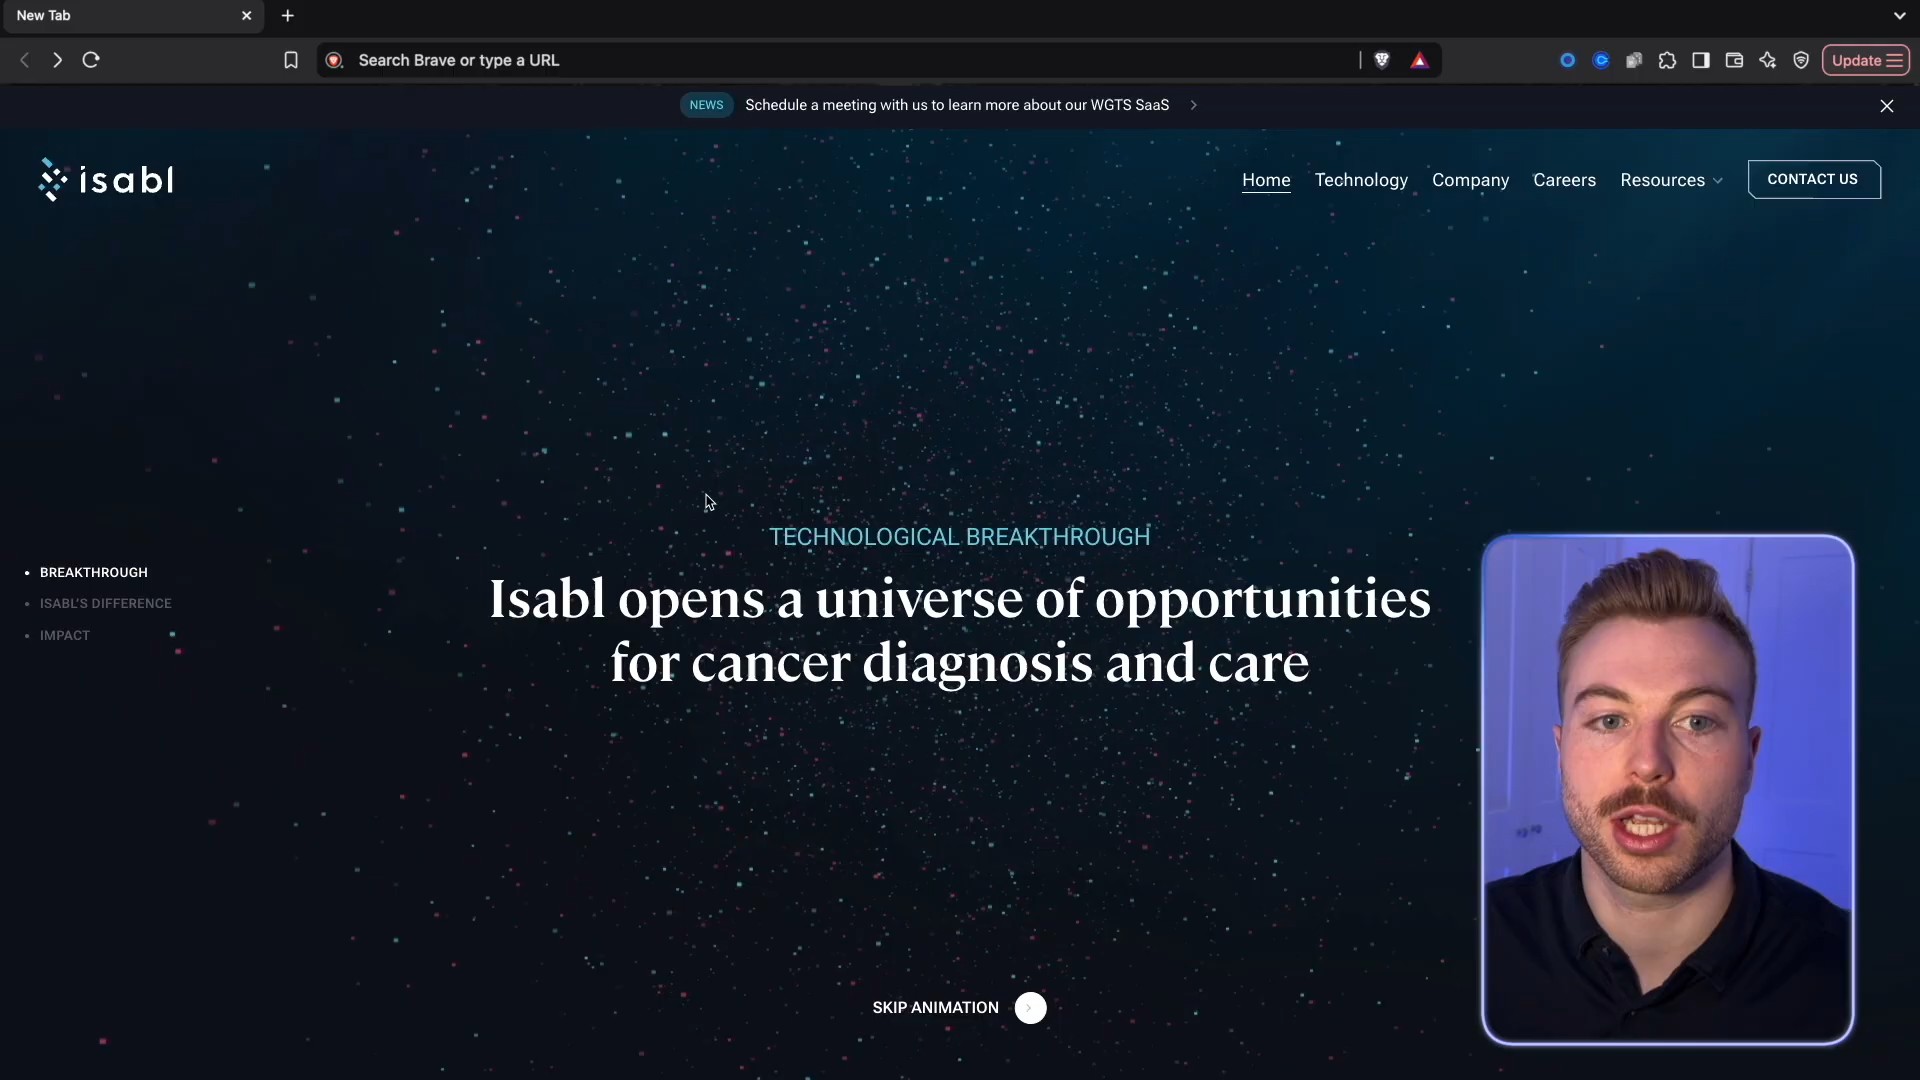 New Tab
Search Brave or type a URL
Update
NEWS
Schedule a meeting with us to learn more about our WGTS SaaS
isabl
Home
Technology
Company
Careers
Resources
CONTACT US
TECHNOLOGICAL BREAKTHROUGH
Isabl opens a universe of opportunities
for cancer diagnosis and care
BREAKTHROUGH
ISABL'S DIFFERENCE
IMPACT
SKIP ANIMATION